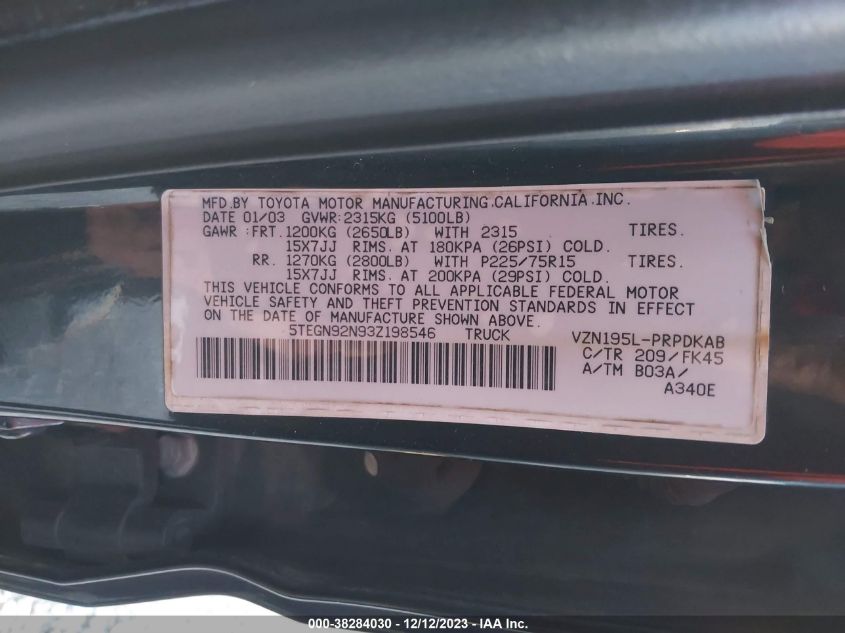 MFD.BY TOYOTA MOTOR MANUFACTURING.CALIFORNIA.INC.
DATE 01/03 GVWR:2315KG (5100LB)
GAWR :FRT.1200KG (2650LB) WITH 2315 TIRES.
15X7JJ RIMS. AT 180KPA (26PSI) COLD.
RR. 1270KG (2800LB) WITH P225/75R15 TIRES.
15X7JJ RIMS. AT 200KPA (29PSI) COLD.
THIS VEHICLE CONFORMS TO ALL APPLICABLE FEDERAL MOTOR
VEHICLE SAFETY AND THEFT PREVENTION STANDARDS IN EFFECT
ON THE DATE OF MANUFACTURE SHOWN ABOVE.
5TEGN92N93Z198546 TRUCK VZN195L-PRPDKAB
C/TR 209/FK45
A/TM B03A/
A340E
000-38284030 - 12/12/2023 - IAA Inc.